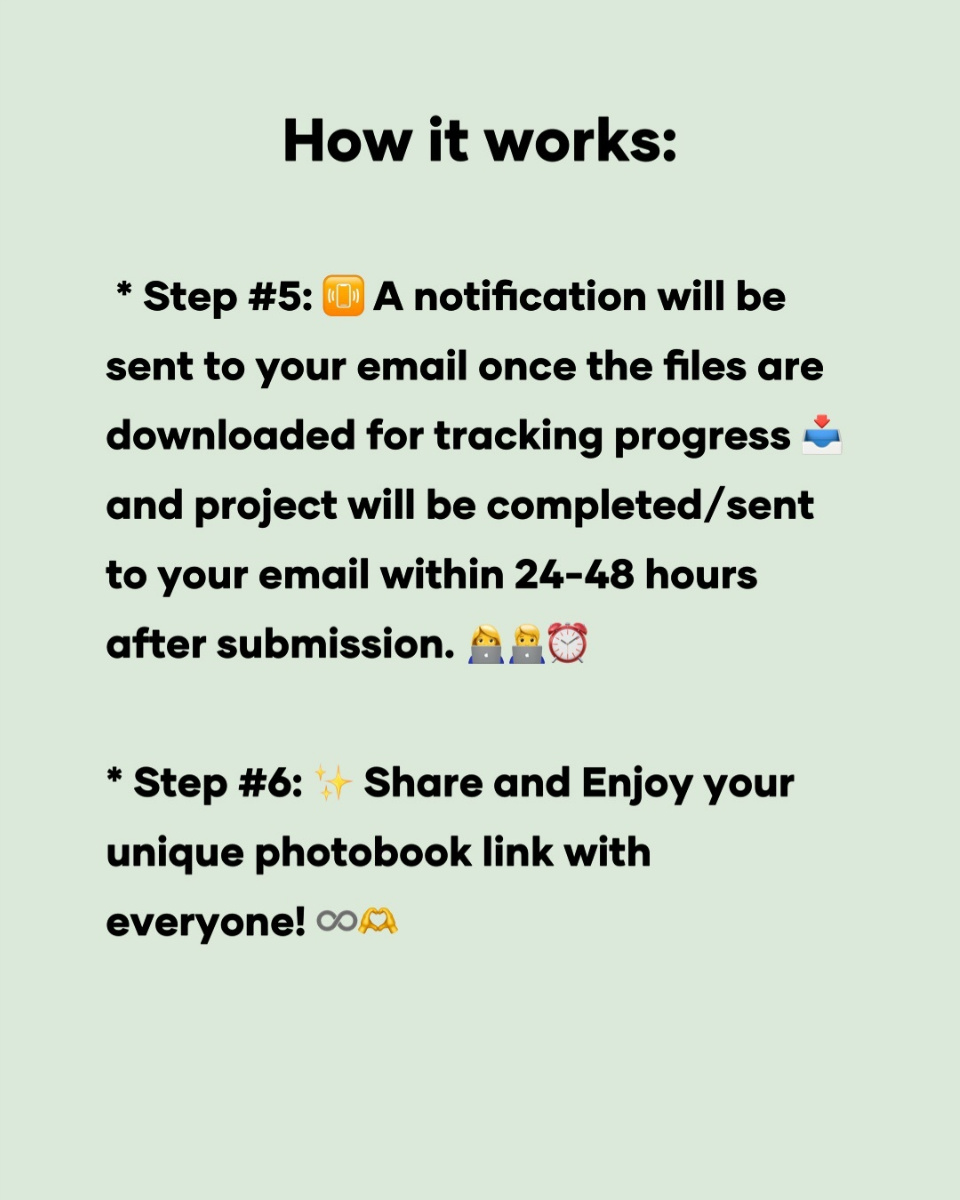 How it works:
* Step #5: 📳 A notification will be
sent to your email once the files are
downloaded for tracking progress 📥
and project will be completed/sent
to your email within 24-48 hours
after submission. 👩‍💻👨‍💻⏰
* Step #6: ✨ Share and Enjoy your
unique photobook link with
everyone! ♾️🫶